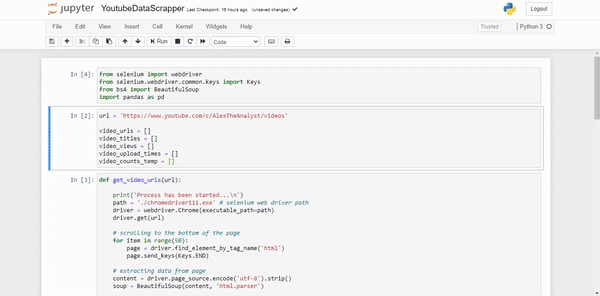 jupyter YoutubeDataScrapper Last Checkpoint: 16 hours ago (unsaved changes)
Logout
File Edit View Insert Cell Kernel Widgets Help
Trusted
Python 3
Run
Code
In [4]:
from selenium import webdriver
from selenium.webdriver.common.keys import Keys
from bs4 import BeautifulSoup
import pandas as pd
In [2]:
url = 'https://www.youtube.com/c/AlexTheAnalyst/videos'
video_urls = []
video_titles = []
video_views = []
video_upload_times = []
video_counts_temp = []
In [3]:
def get_video_urls(url):
print('Process has been started...\n')
path = './chromedriver111.exe' # selenium web driver path
driver = webdriver.Chrome(executable_path=path)
driver.get(url)
# scrolling to the bottom of the page
for item in range(50):
page = driver.find_element_by_tag_name('html')
page.send_keys(Keys.END)
# extracting data from page
content = driver.page_source.encode('utf-8').strip()
soup = BeautifulSoup(content, 'html.parser')